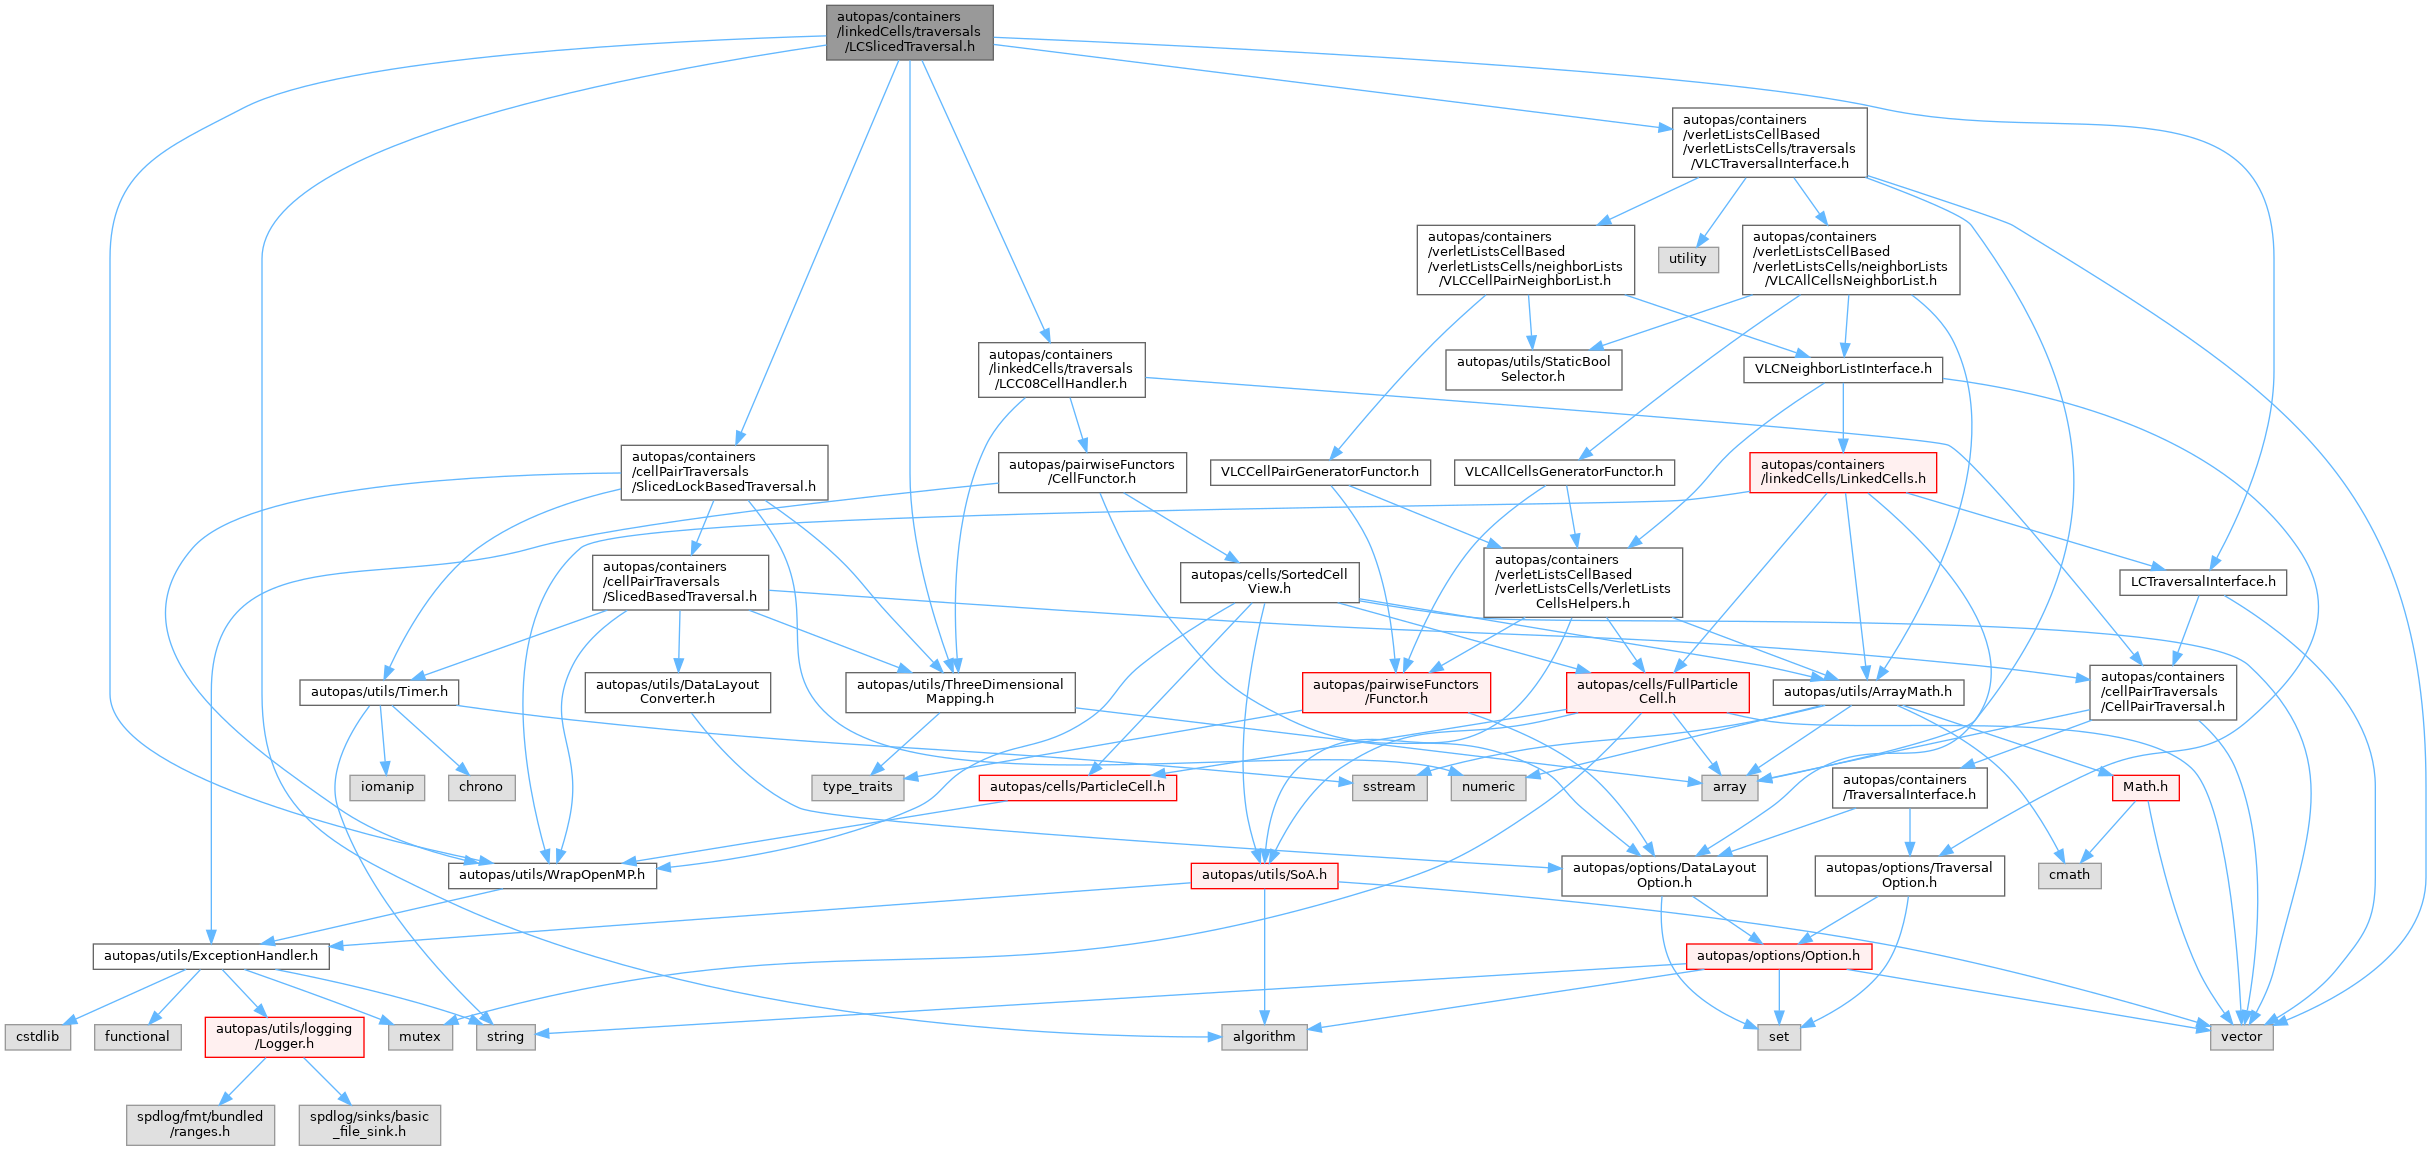 autopas/containers
/linkedCells/traversals
/LCSlicedTraversal.h
autopas/containers
/verletListsCellBased
/verletListsCells/traversals
/VLCTraversalInterface.h
autopas/containers
/verletListsCellBased
/verletListsCells/neighborLists
/VLCCellPairNeighborList.h
utility
autopas/containers
/verletListsCellBased
/verletListsCells/neighborLists
/VLCAllCellsNeighborList.h
autopas/containers
/linkedCells/traversals
/LCC08CellHandler.h
autopas/utils/StaticBool
Selector.h
VLCNeighborListInterface.h
autopas/containers
/cellPairTraversals
/SlicedLockBasedTraversal.h
autopas/pairwiseFunctors
/CellFunctor.h
VLCCellPairGeneratorFunctor.h
VLCAllCellsGeneratorFunctor.h
autopas/containers
/linkedCells/LinkedCells.h
autopas/containers
/cellPairTraversals
/SlicedBasedTraversal.h
autopas/cells/SortedCell
View.h
autopas/containers
/verletListsCellBased
/verletListsCells/VerletLists
CellsHelpers.h
LCTraversalInterface.h
autopas/utils/Timer.h
autopas/utils/DataLayout
Converter.h
autopas/utils/ThreeDimensional
Mapping.h
autopas/pairwiseFunctors
/Functor.h
autopas/cells/FullParticle
Cell.h
autopas/utils/ArrayMath.h
autopas/containers
/cellPairTraversals
/CellPairTraversal.h
iomanip
chrono
type_traits
autopas/cells/ParticleCell.h
sstream
numeric
array
autopas/containers
/TraversalInterface.h
Math.h
autopas/utils/WrapOpenMP.h
autopas/utils/SoA.h
autopas/options/DataLayout
Option.h
autopas/options/Traversal
Option.h
cmath
autopas/utils/ExceptionHandler.h
autopas/options/Option.h
cstdlib
functional
autopas/utils/logging
/Logger.h
mutex
string
algorithm
set
vector
spdlog/fmt/bundled
/ranges.h
spdlog/sinks/basic
_file_sink.h